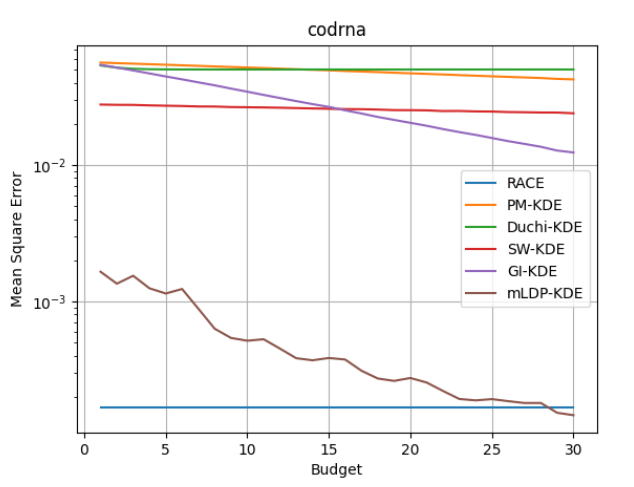 codrna
Mean Square Error
10⁻²
10⁻³
RACE
PM-KDE
Duchi-KDE
SW-KDE
GI-KDE
mLDP-KDE
0 5 10 15 20 25 30
Budget